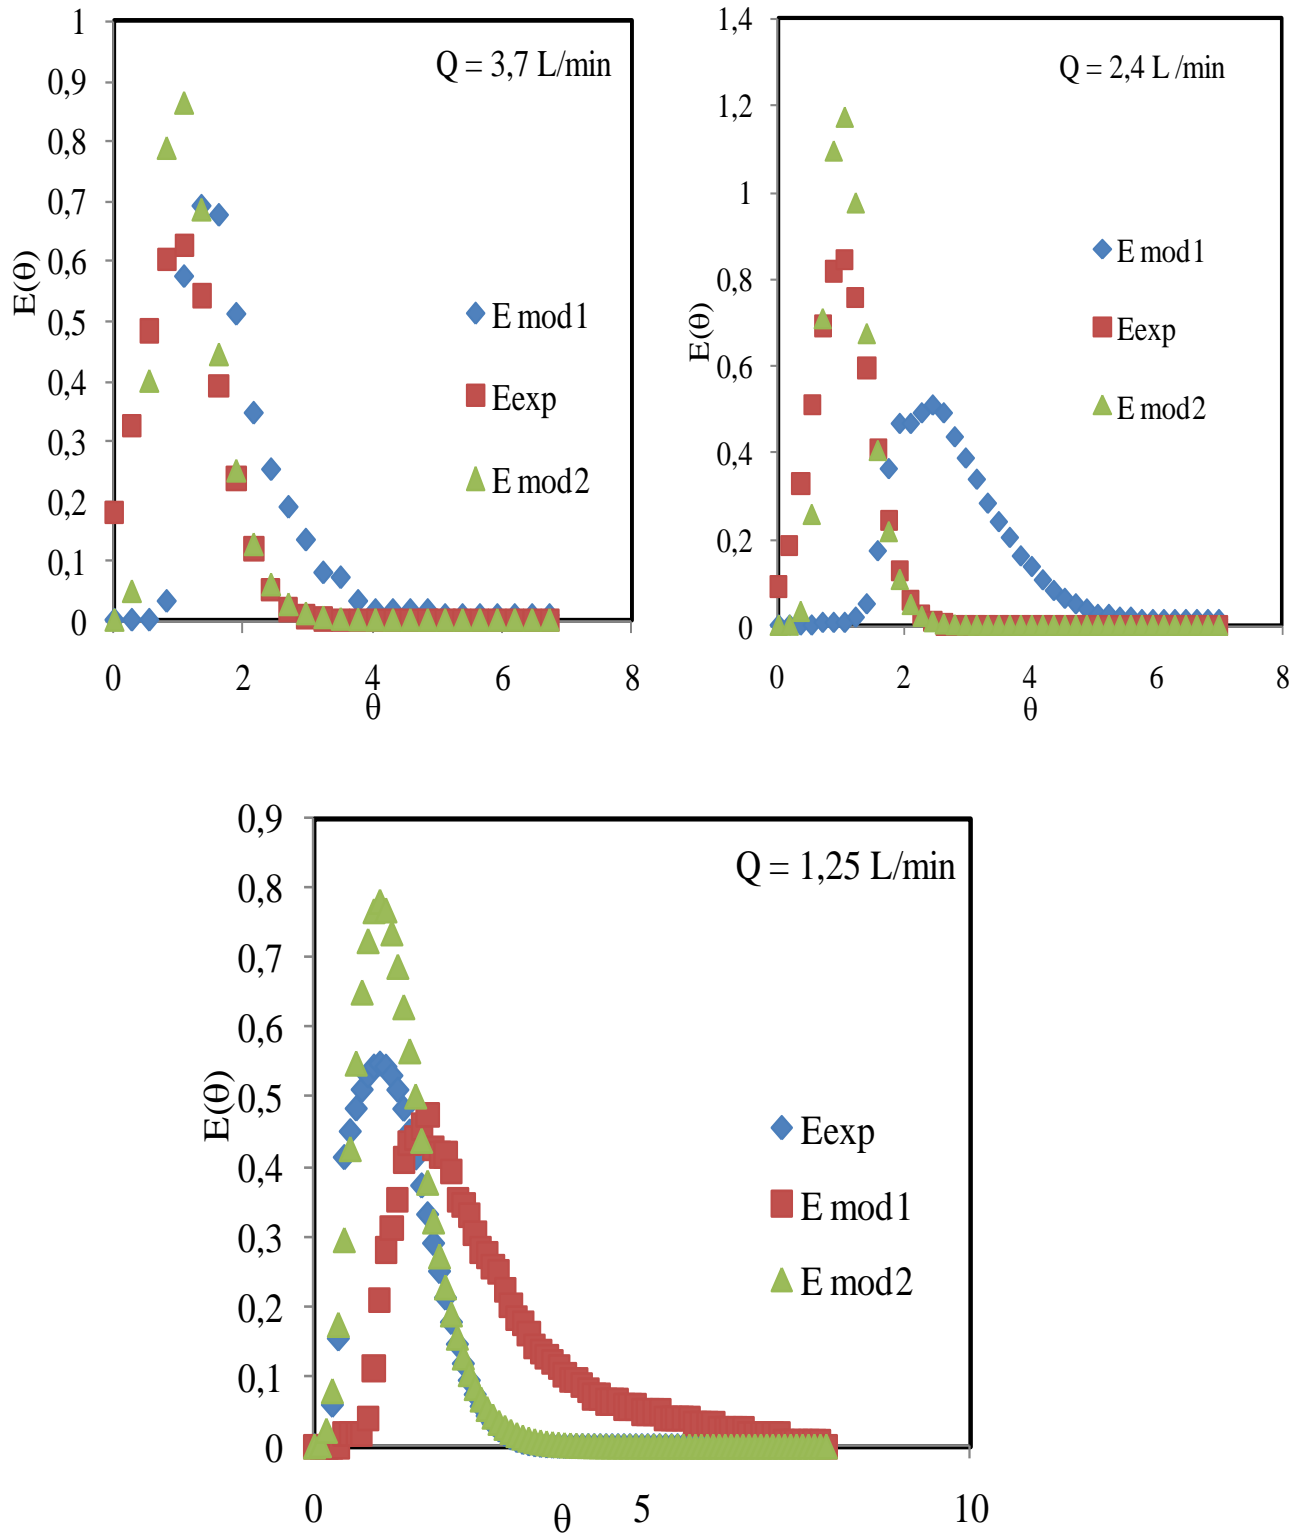 1
0,9
0,8
0,7
0,6
0,5
0,4
0,3
0,2
0,1
0
E(θ)
Q = 3,7 L/min
E mod1
Eexp
E mod2
0 2 4 6 8
θ
1,4
1,2
1
0,8
0,6
0,4
0,2
0
E(θ)
Q = 2,4 L /min
E mod1
Eexp
E mod2
0 2 4 6 8
θ
0,9
0,8
0,7
0,6
0,5
0,4
0,3
0,2
0,1
0
E(θ)
Q = 1,25 L/min
Eexp
E mod1
E mod2
0 5 10
θ